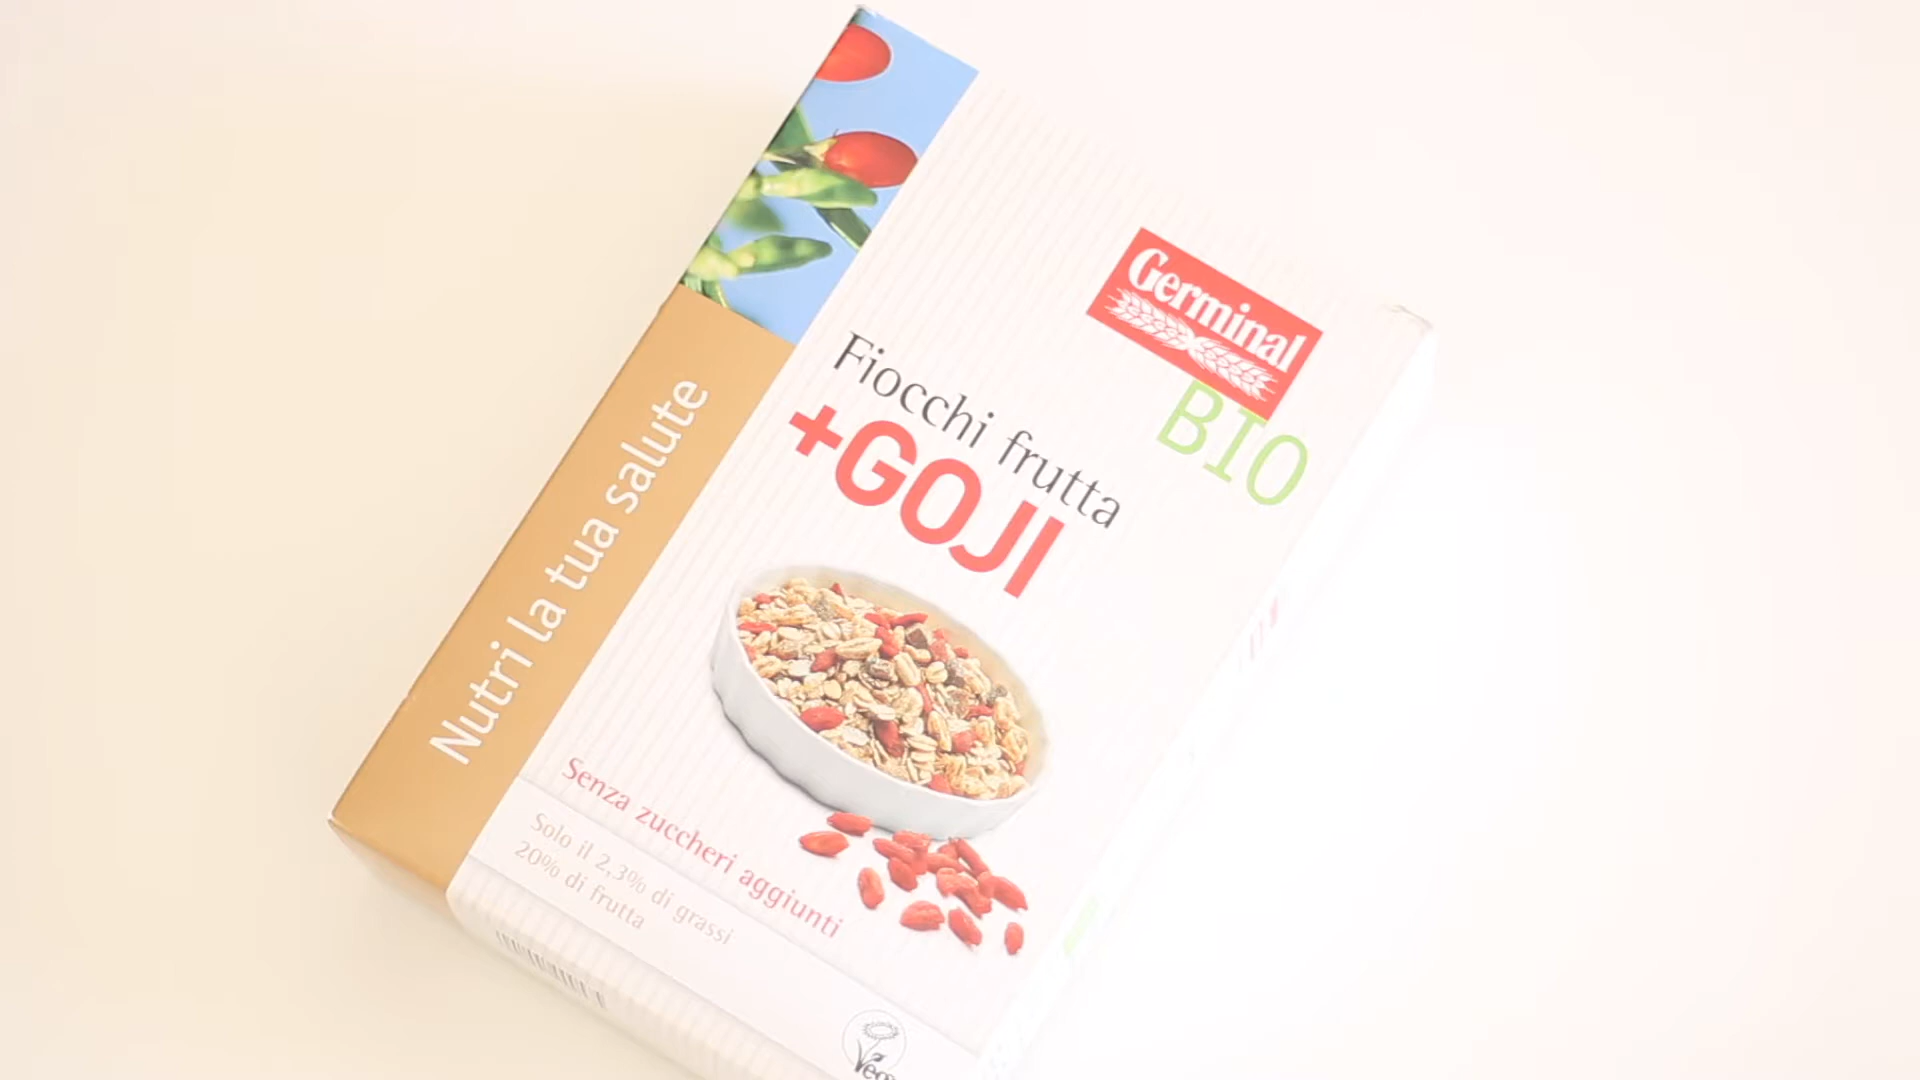 Nutri la tua salute
Germinal
BIO
Fiocchi frutta
+GOJI
Senza zuccheri aggiunti
Solo il 2,3% di grassi
20% di frutta